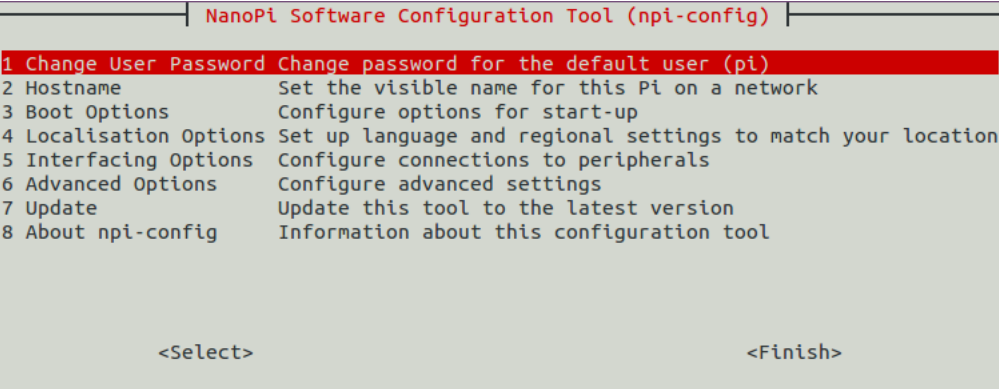 NanoPi Software Configuration Tool (npi-config)
1 Change User Password Change password for the default user (pi)
2 Hostname Set the visible name for this Pi on a network
3 Boot Options Configure options for start-up
4 Localisation Options Set up language and regional settings to match your location
5 Interfacing Options Configure connections to peripherals
6 Advanced Options Configure advanced settings
7 Update Update this tool to the latest version
8 About npi-config Information about this configuration tool
<Select> <Finish>